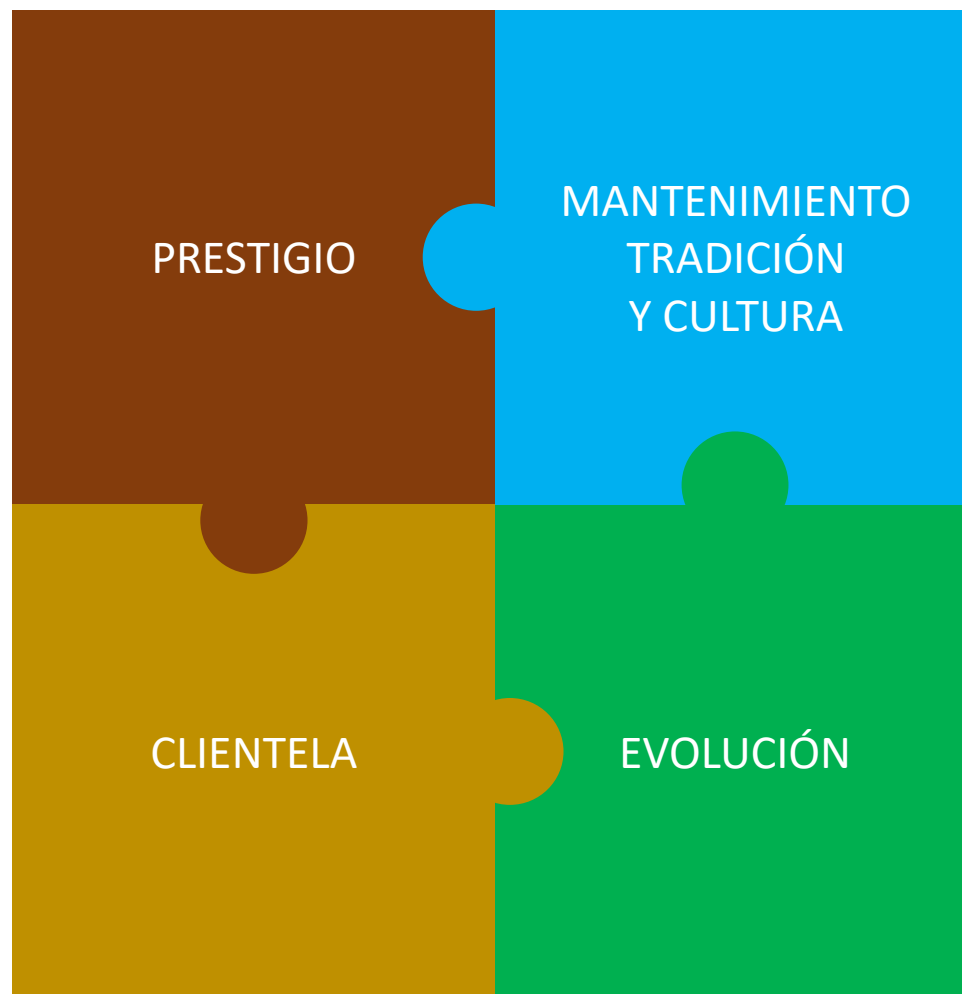 PRESTIGIO
MANTENIMIENTO
TRADICIÓN
Y CULTURA
CLIENTELA
EVOLUCIÓN